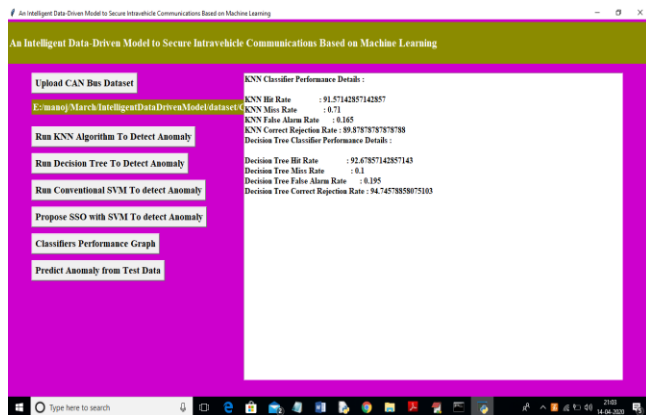 An Intelligent Data-Driven Model to Secure Intravehicle Communications Based on Machine Learning
An Intelligent Data-Driven Model to Secure Intravehicle Communications Based on Machine Learning
Upload CAN Bus Dataset
E:/manoj/March/IntelligentDataDrivenModel/dataset/C
Run KNN Algorithm To Detect Anomaly
Run Decision Tree To Detect Anomaly
Run Conventional SVM To detect Anomaly
Propose SSO with SVM To detect Anomaly
Classifiers Performance Graph
Predict Anomaly from Test Data
KNN Classifier Performance Details :
KNN Hit Rate : 91.57142857142857
KNN Miss Rate : 0.71
KNN False Alarm Rate : 0.165
KNN Correct Rejection Rate : 89.87878787878788
Decision Tree Classifier Performance Details :
Decision Tree Hit Rate : 92.67857142857143
Decision Tree Miss Rate : 0.1
Decision Tree False Alarm Rate : 0.195
Decision Tree Correct Rejection Rate : 94.74578858075103
Type here to search
21:03
14-04-2020